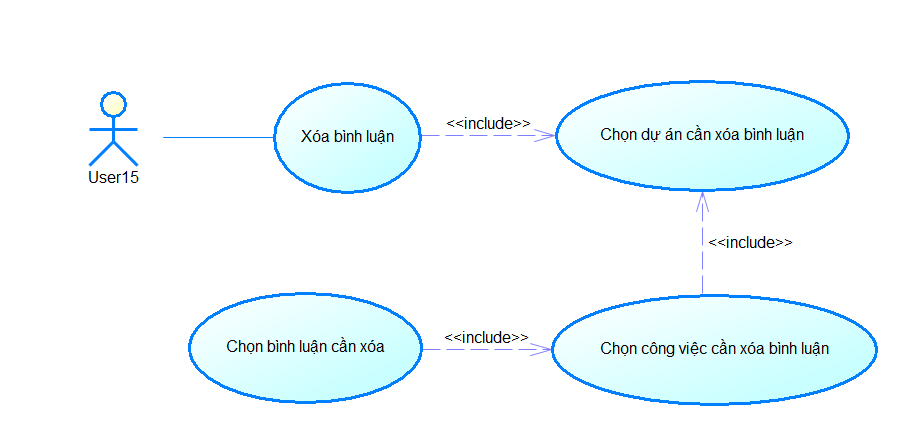 User15
Xóa bình luận
<<include>>
Chọn dự án cần xóa bình luận
<<include>>
Chọn bình luận cần xóa
<<include>>
Chọn công việc cần xóa bình luận